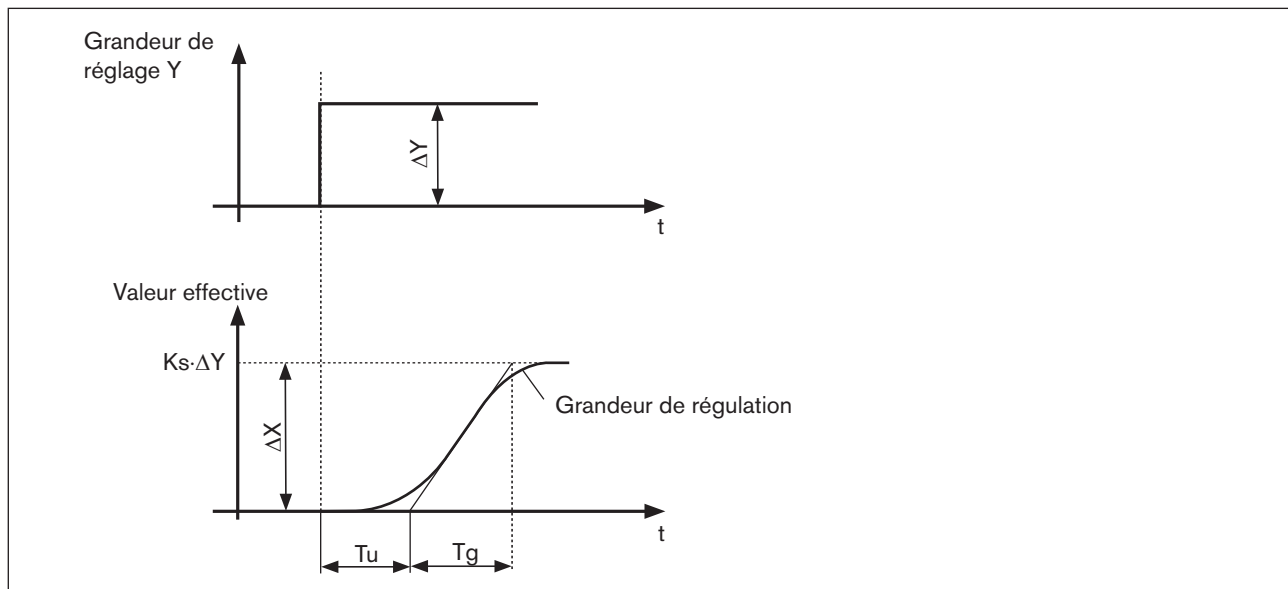 Grandeur de
réglage Y
ΔY
t
Valeur effective
Ks·ΔY
ΔX
Grandeur de régulation
t
Tu
Tg